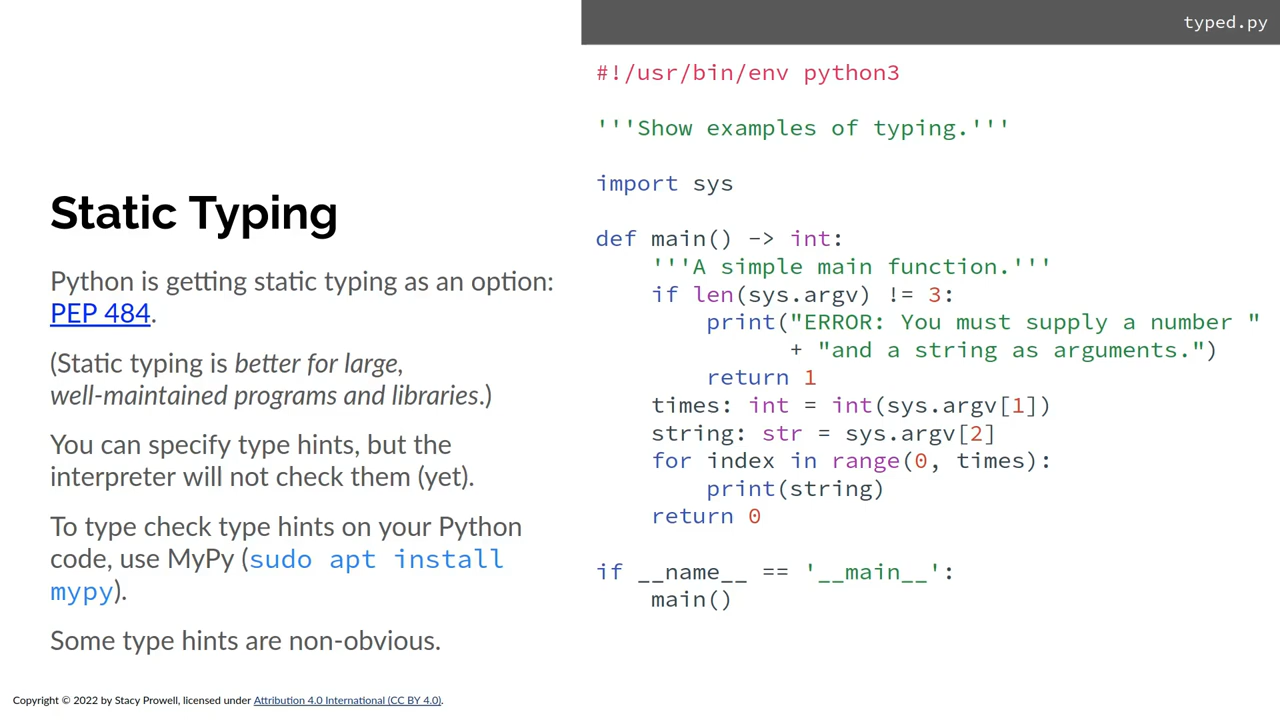 Static Typing
Python is getting static typing as an option:
PEP 484.
(Static typing is better for large,
well-maintained programs and libraries.)
You can specify type hints, but the
interpreter will not check them (yet).
To type check type hints on your Python
code, use MyPy (sudo apt install
mypy).
Some type hints are non-obvious.
typed.py
#!/usr/bin/env python3
'''Show examples of typing.'''
import sys
def main() -> int:
    '''A simple main function.'''
    if len(sys.argv) != 3:
        print("ERROR: You must supply a number "
              + "and a string as arguments.")
        return 1
    times: int = int(sys.argv[1])
    string: str = sys.argv[2]
    for index in range(0, times):
        print(string)
    return 0
if __name__ == '__main__':
    main()
Copyright © 2022 by Stacy Prowell, licensed under Attribution 4.0 International (CC BY 4.0).